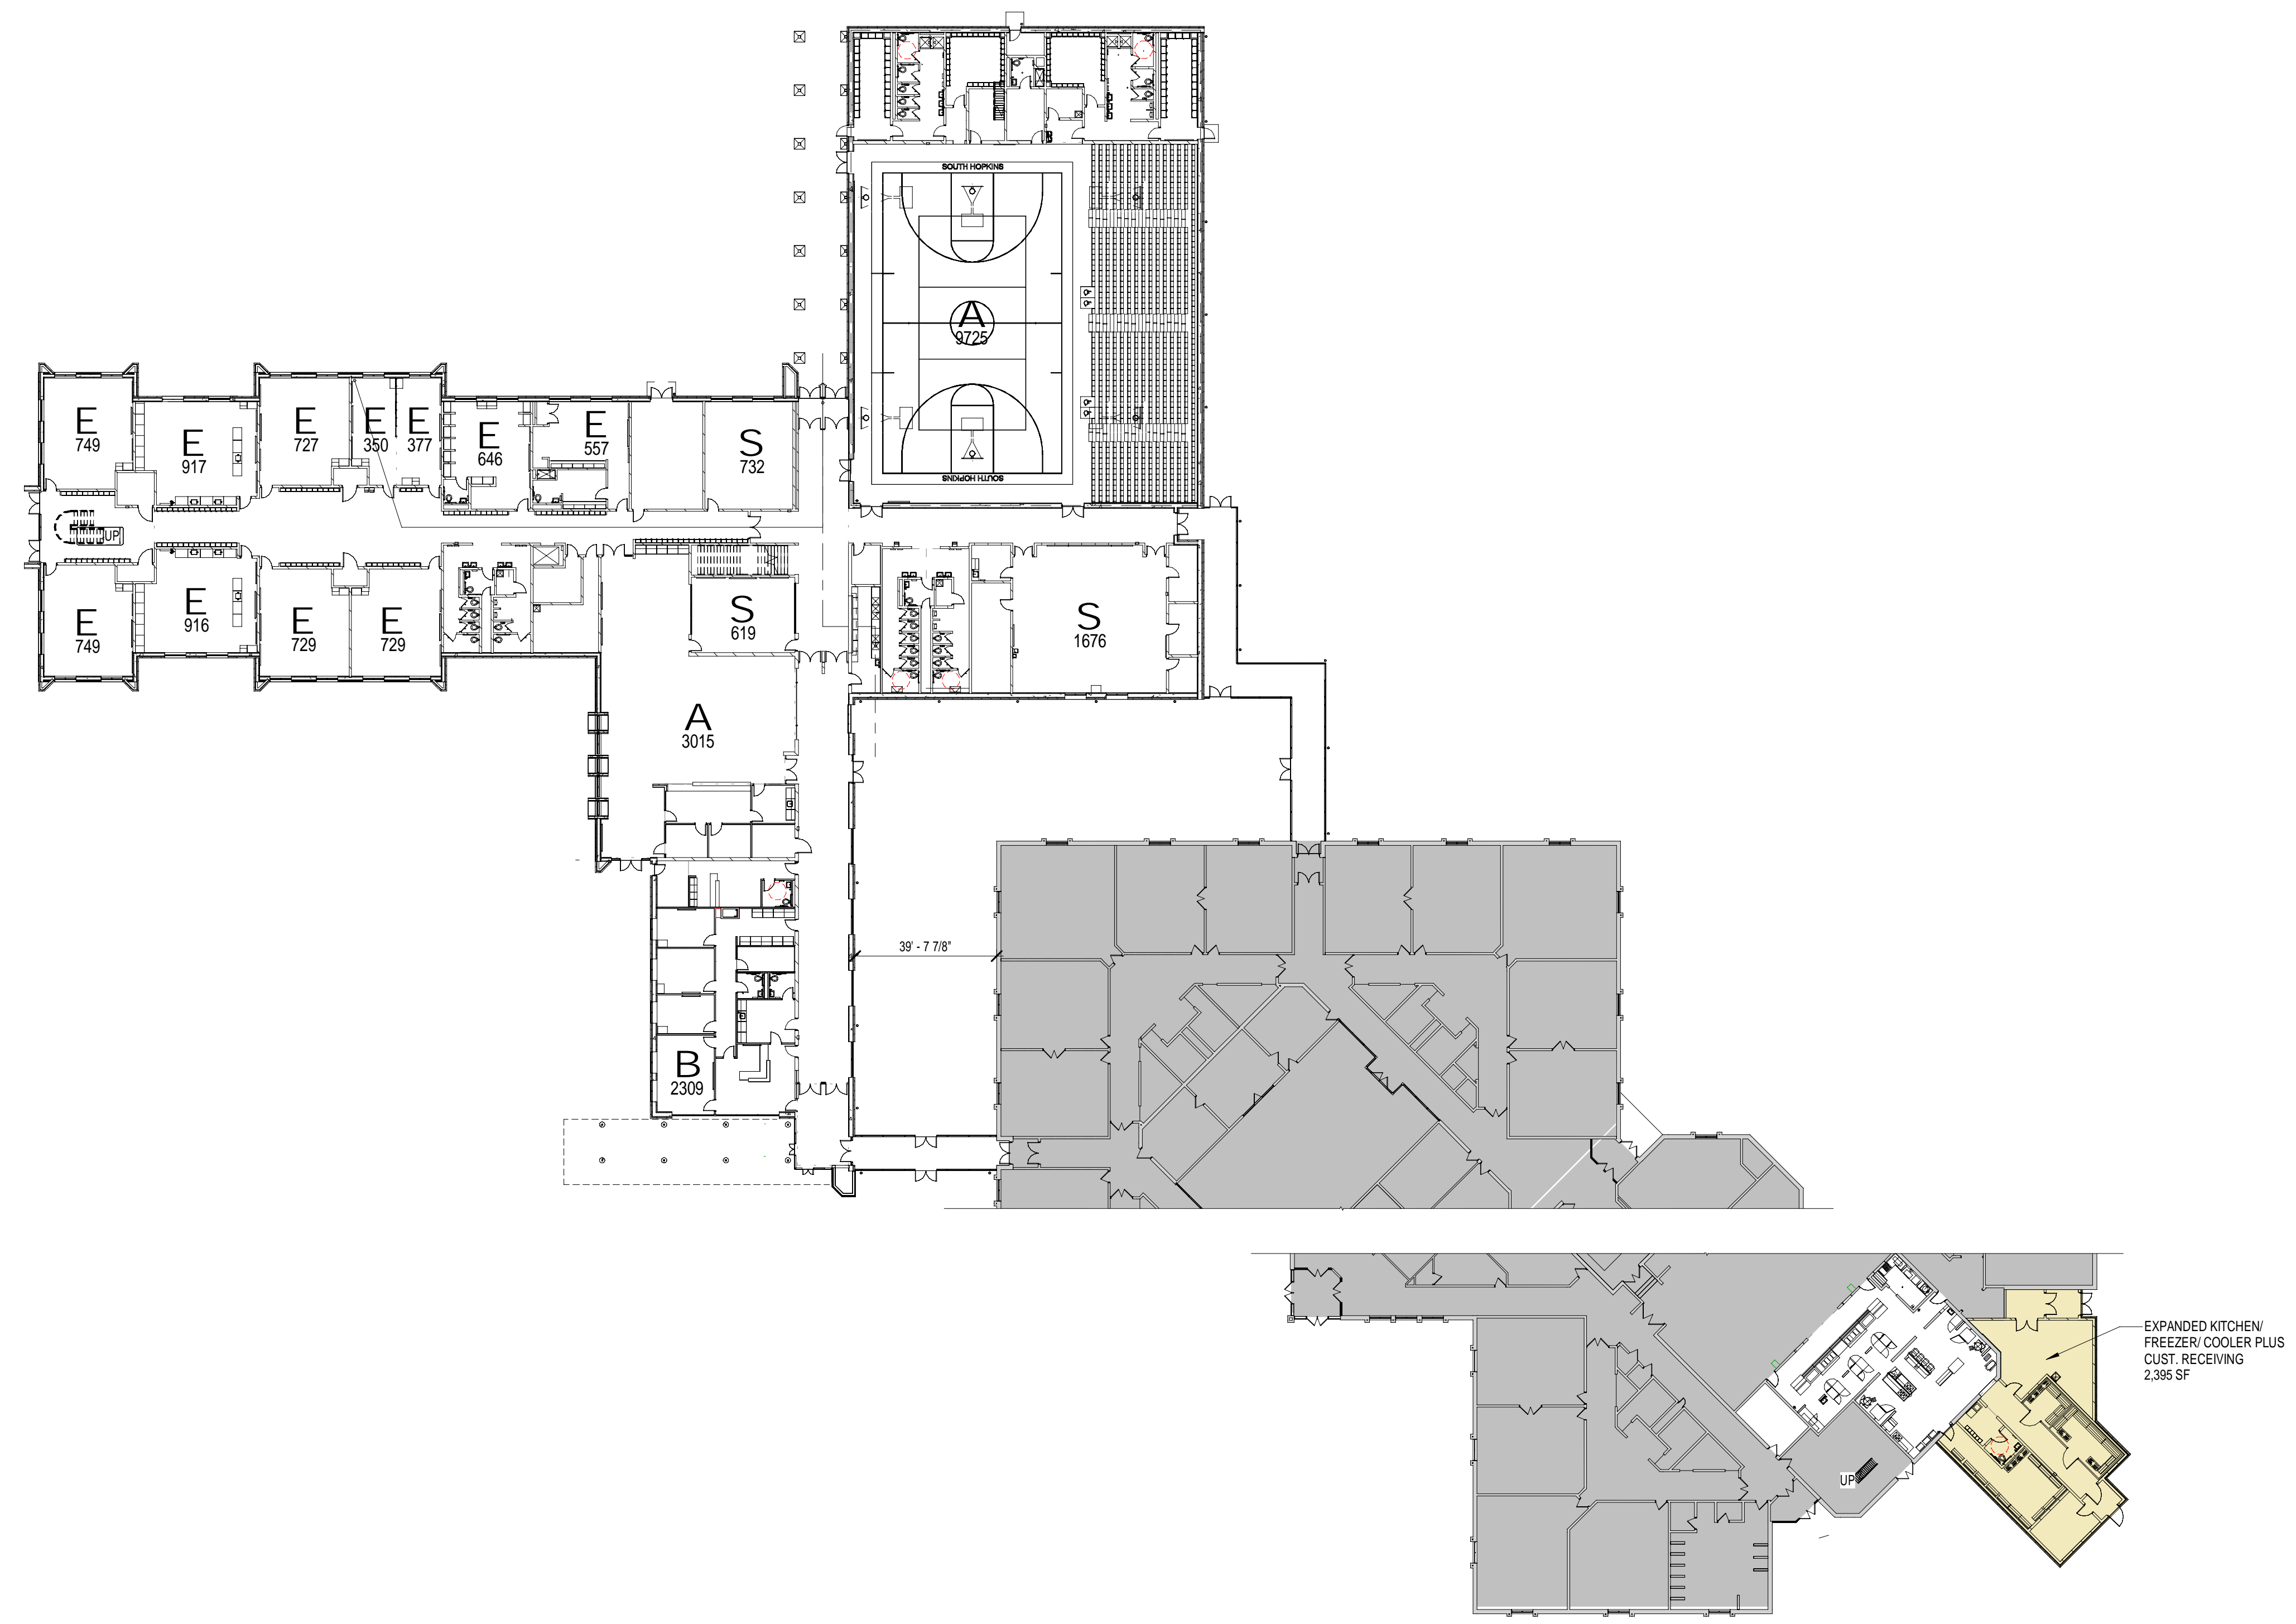 SOUTH HOPKINS
A
9725
SOUTH HOPKINS
E
749
E
917
E
727
E
350
E
377
E
646
E
557
S
732
UP
E
749
E
916
E
729
E
729
S
619
S
1676
A
3015
39' - 7 7/8"
B
2309
EXPANDED KITCHEN/
FREEZER/ COOLER PLUS
CUST. RECEIVING
2,395 SF
UP